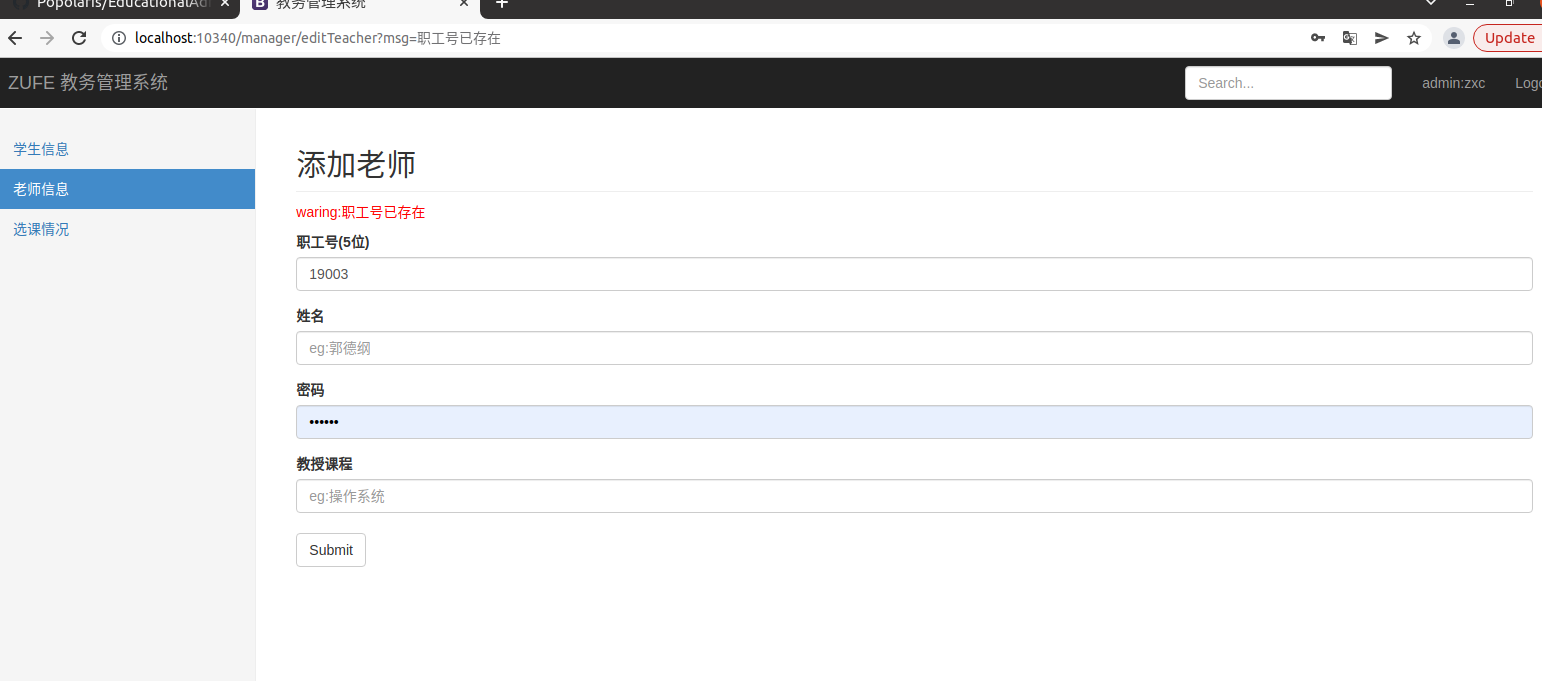 Popolaris/EducationalAd
教务管理系统
localhost:10340/manager/editTeacher?msg=职工号已存在
Update
ZUFE 教务管理系统
Search...
admin:zxc
Logo
学生信息
老师信息
选课情况
添加老师
waring:职工号已存在
职工号(5位)
19003
姓名
eg:郭德纲
密码
••••••
教授课程
eg:操作系统
Submit